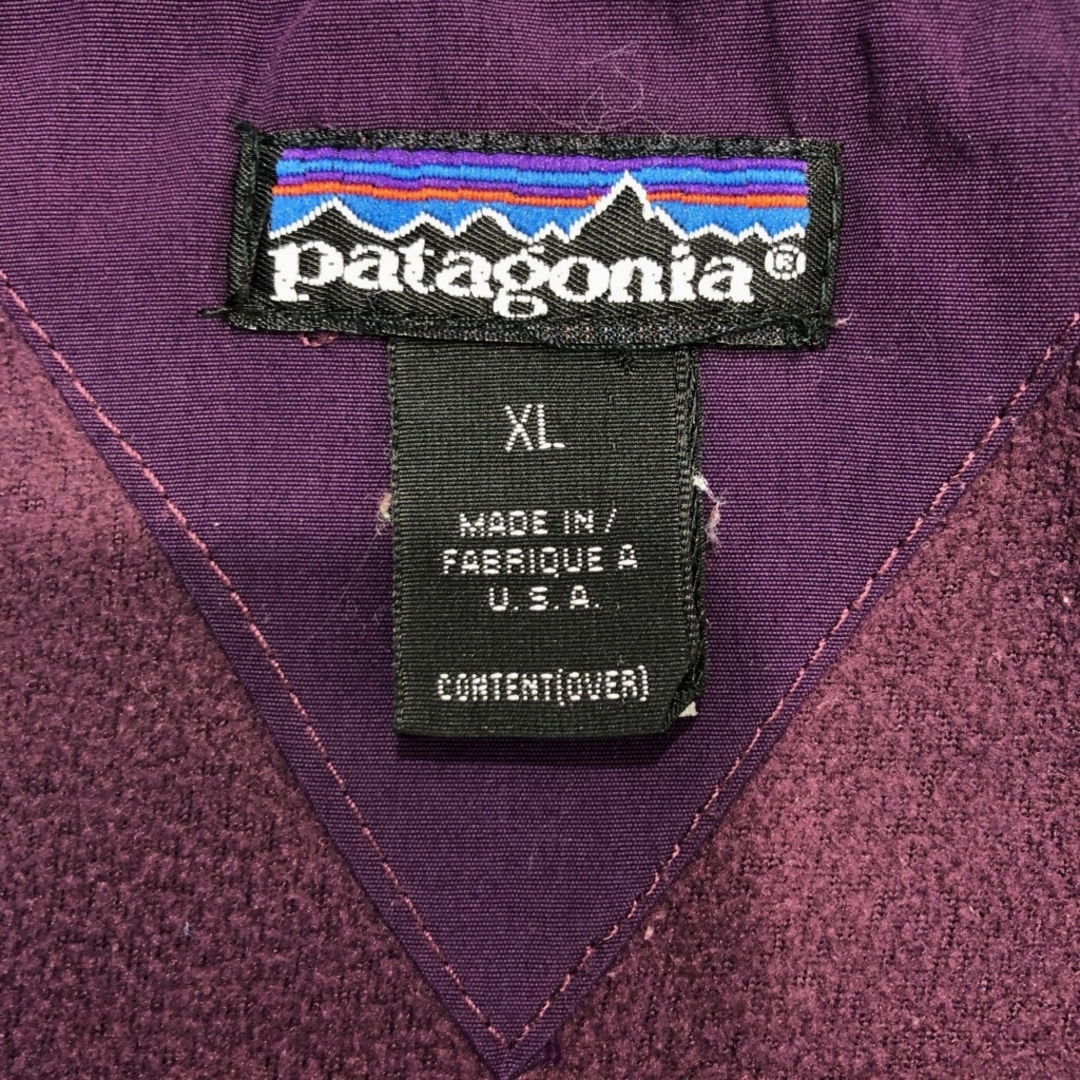 patagonia®
XL
MADE IN /
FABRIQUE A
U.S.A.
CONTENT(OVER)